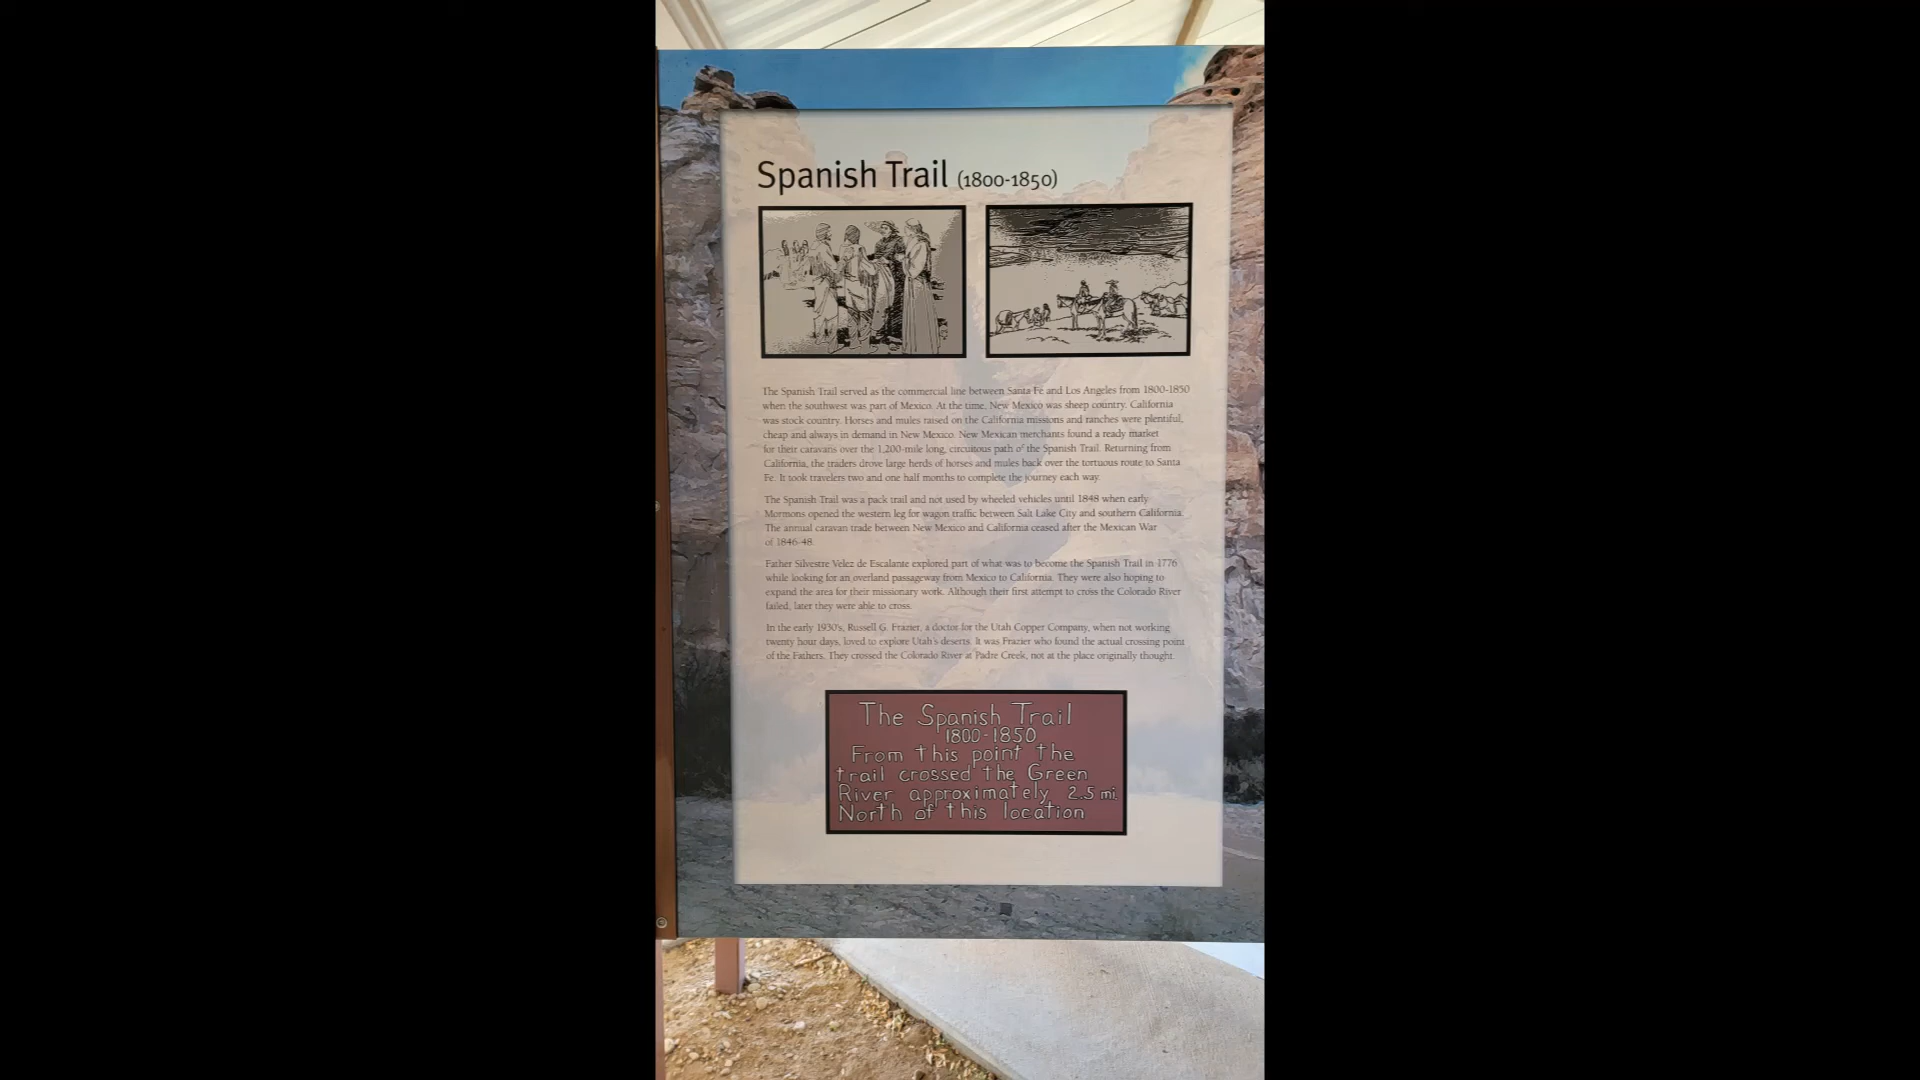 Spanish Trail (1800-1850)
The Spanish Trail served as the commercial line between Santa Fe and Los Angeles from 1800-1850
when the southwest was part of Mexico. At the time, New Mexico was sheep country. California
was stock country. Horses and mules raised on the California missions and ranches were plentiful,
cheap and always in demand in New Mexico. New Mexican merchants found a ready market
for their caravans over the 1,200-mile long, circuitous path of the Spanish Trail. Returning from
California, the traders drove large herds of horses and mules back over the tortuous route to Santa
Fe. It took travelers two and one half months to complete the journey each way.
The Spanish Trail was a pack trail and not used by wheeled vehicles until 1848 when early
Mormons opened the western leg for wagon traffic between Salt Lake City and southern California.
The annual caravan trade between New Mexico and California ceased after the Mexican War
of 1846-48.
Father Silvestre Velez de Escalante explored part of what was to become the Spanish Trail in 1776
while looking for an overland passageway from Mexico to California. They were also hoping to
expand the area for their missionary work. Although their first attempt to cross the Colorado River
failed, later they were able to cross.
In the early 1930's, Russell G. Frazier, a doctor for the Utah Copper Company, when not working
twenty hour days, loved to explore Utah's deserts. It was Frazier who found the actual crossing point
of the Fathers. They crossed the Colorado River at Padre Creek, not at the place originally thought.
The Spanish Trail
1800-1850
From this point the
trail crossed the Green
River approximately 2.5 mi.
North of this location